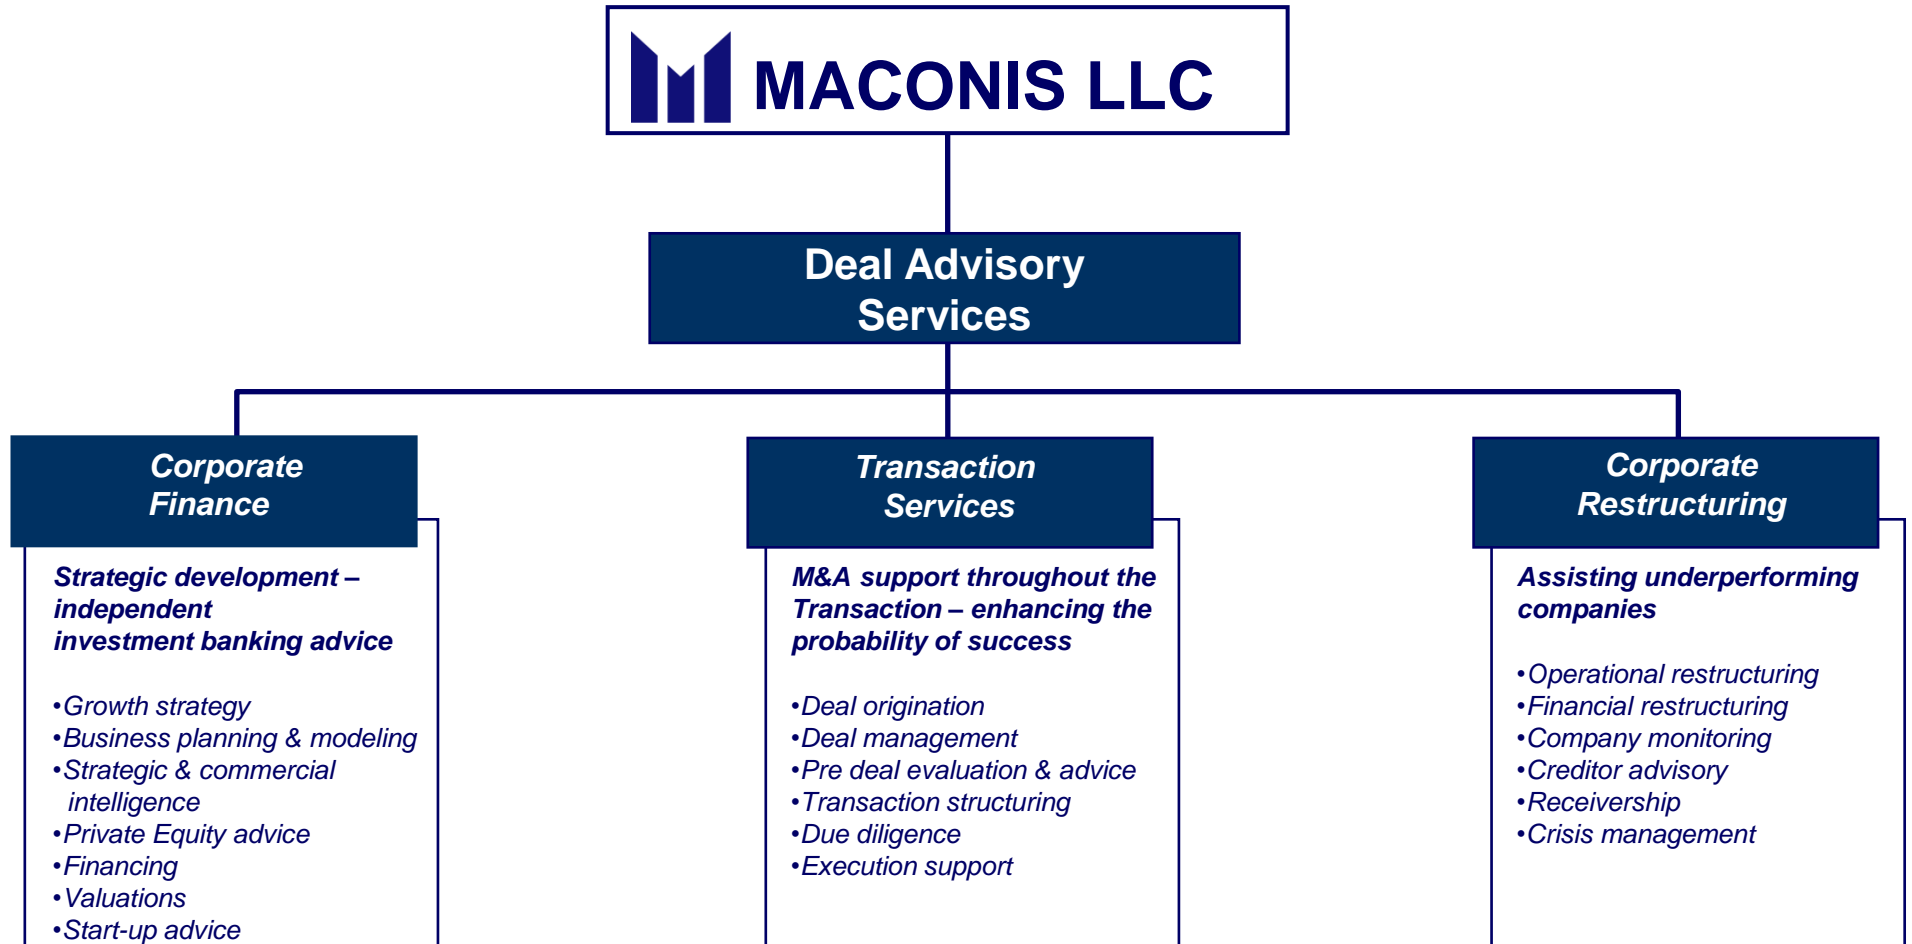 MACONIS LLC
Deal Advisory
Services
Corporate
Finance
Strategic development –
independent
investment banking advice
•Growth strategy
•Business planning & modeling
•Strategic & commercial
intelligence
•Private Equity advice
•Financing
•Valuations
•Start-up advice
Transaction
Services
M&A support throughout the
Transaction – enhancing the
probability of success
•Deal origination
•Deal management
•Pre deal evaluation & advice
•Transaction structuring
•Due diligence
•Execution support
Corporate
Restructuring
Assisting underperforming
companies
•Operational restructuring
•Financial restructuring
•Company monitoring
•Creditor advisory
•Receivership
•Crisis management